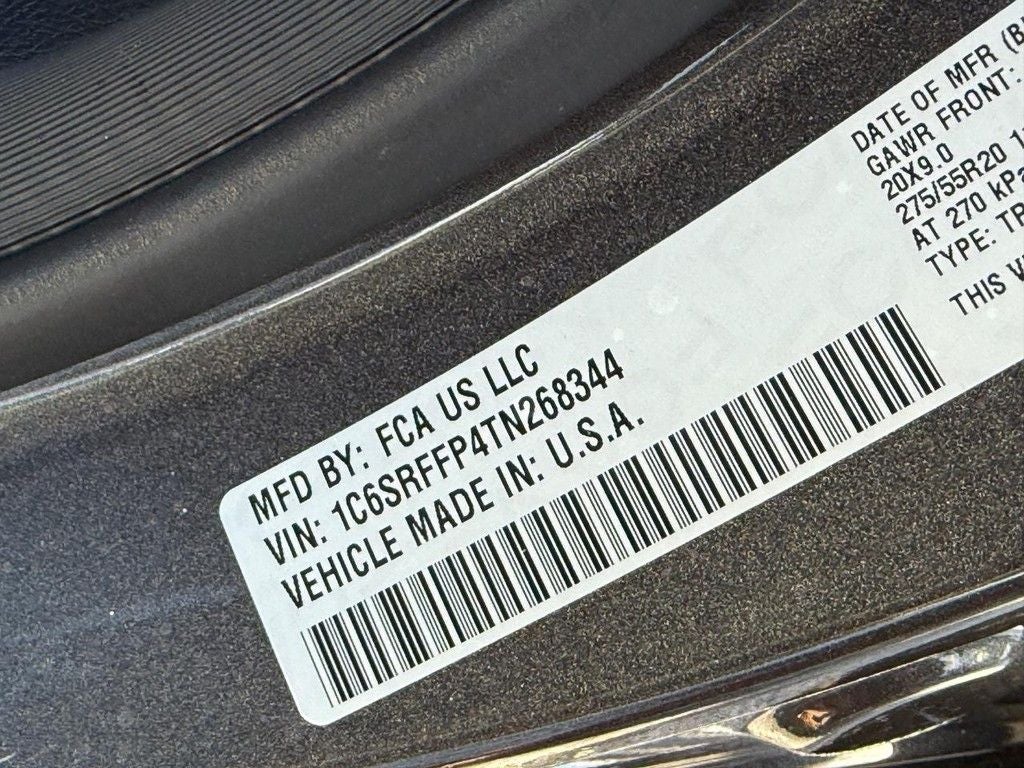 MFD BY: FCA US LLC
VIN: 1C6SRFFP4TN268344
VEHICLE MADE IN: U.S.A.
DATE OF MFR
GAWR FRONT:
20X9.0
275/55R20
AT 270 kPa
TYPE:
THIS